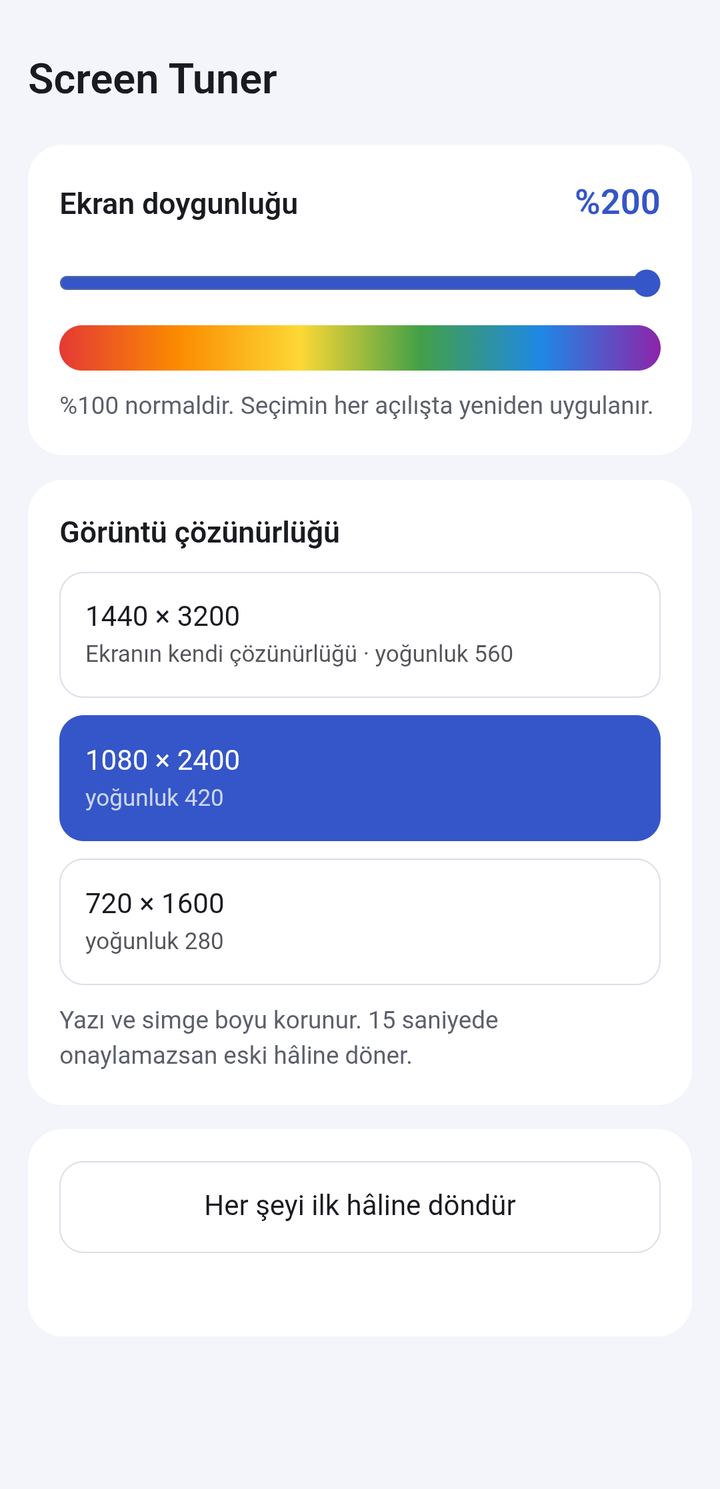 Screen Tuner
Ekran doygunluğu
%200
%100 normaldir. Seçimin her açılışta yeniden uygulanır.
Görüntü çözünürlüğü
1440 × 3200
Ekranın kendi çözünürlüğü · yoğunluk 560
1080 × 2400
yoğunluk 420
720 × 1600
yoğunluk 280
Yazı ve simge boyu korunur. 15 saniyede
onaylamazsan eski hâline döner.
Her şeyi ilk hâline döndür